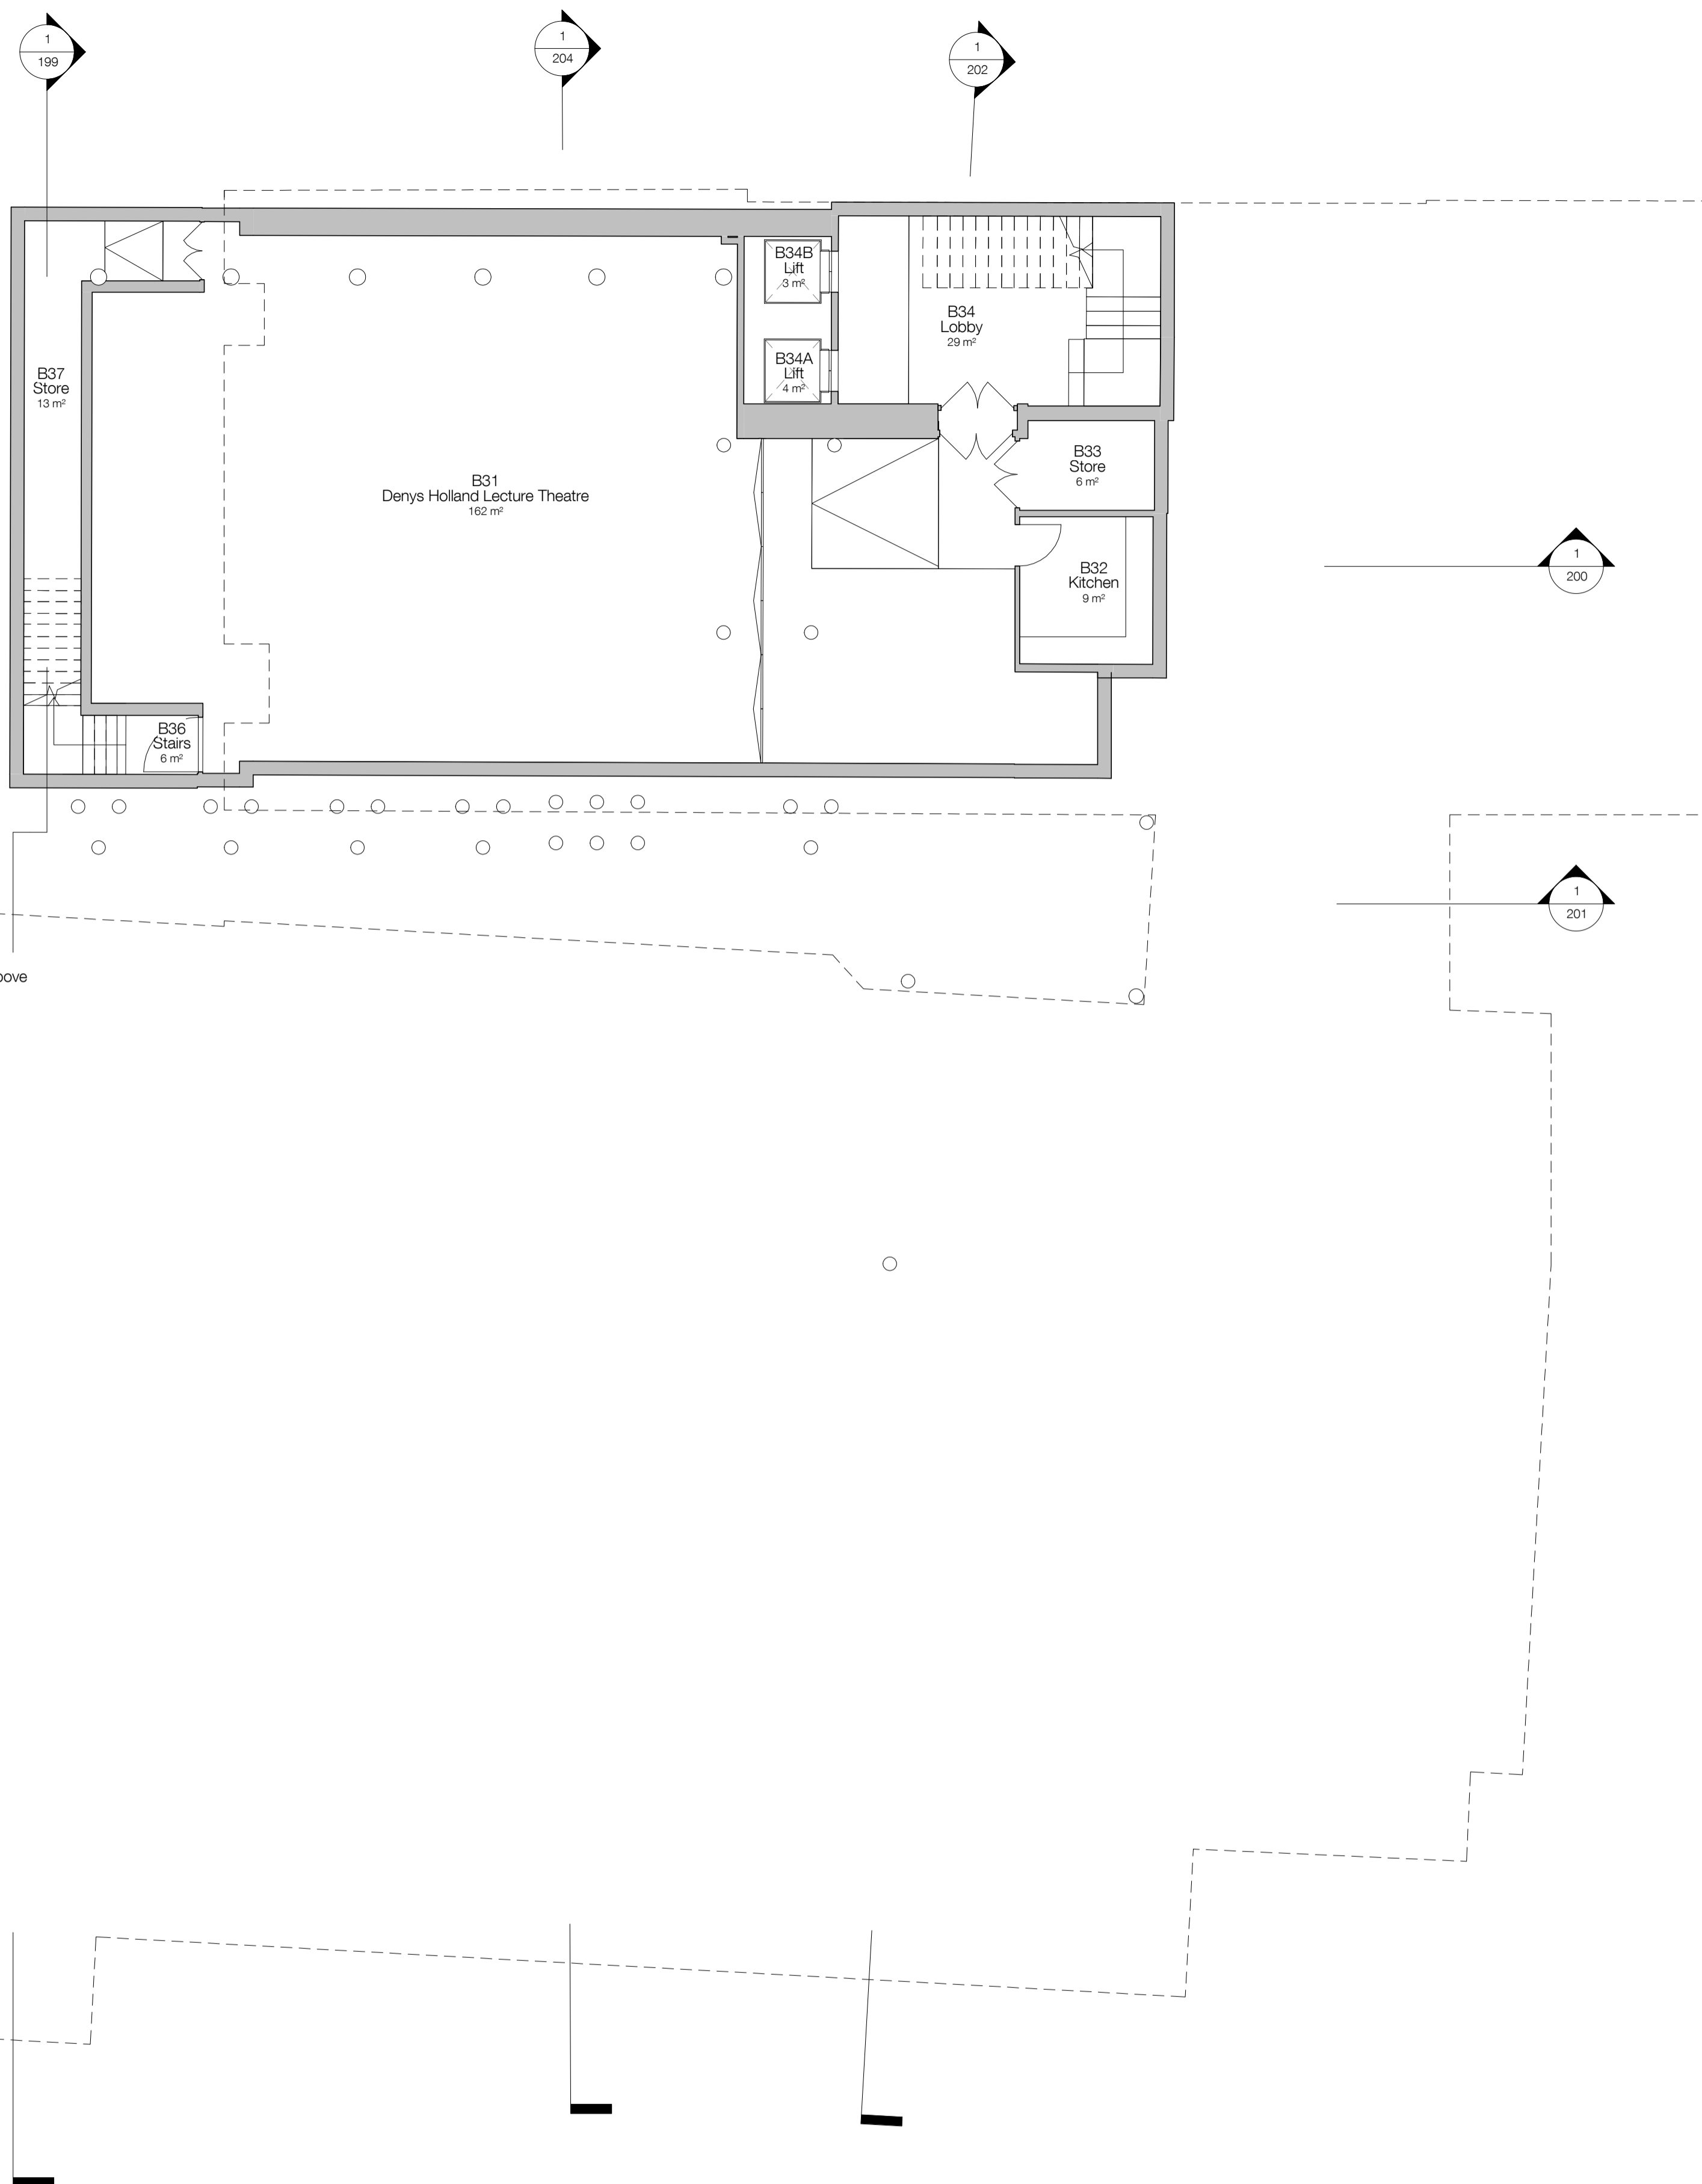 1
199
1
204
1
202
B34B
Lift
3 m²
B34
Lobby
29 m²
B34A
Lift
4 m²
B37
Store
13 m²
B33
Store
6 m²
B31
Denys Holland Lecture Theatre
162 m²
B32
Kitchen
9 m²
1
200
B36
Stairs
6 m²
1
201